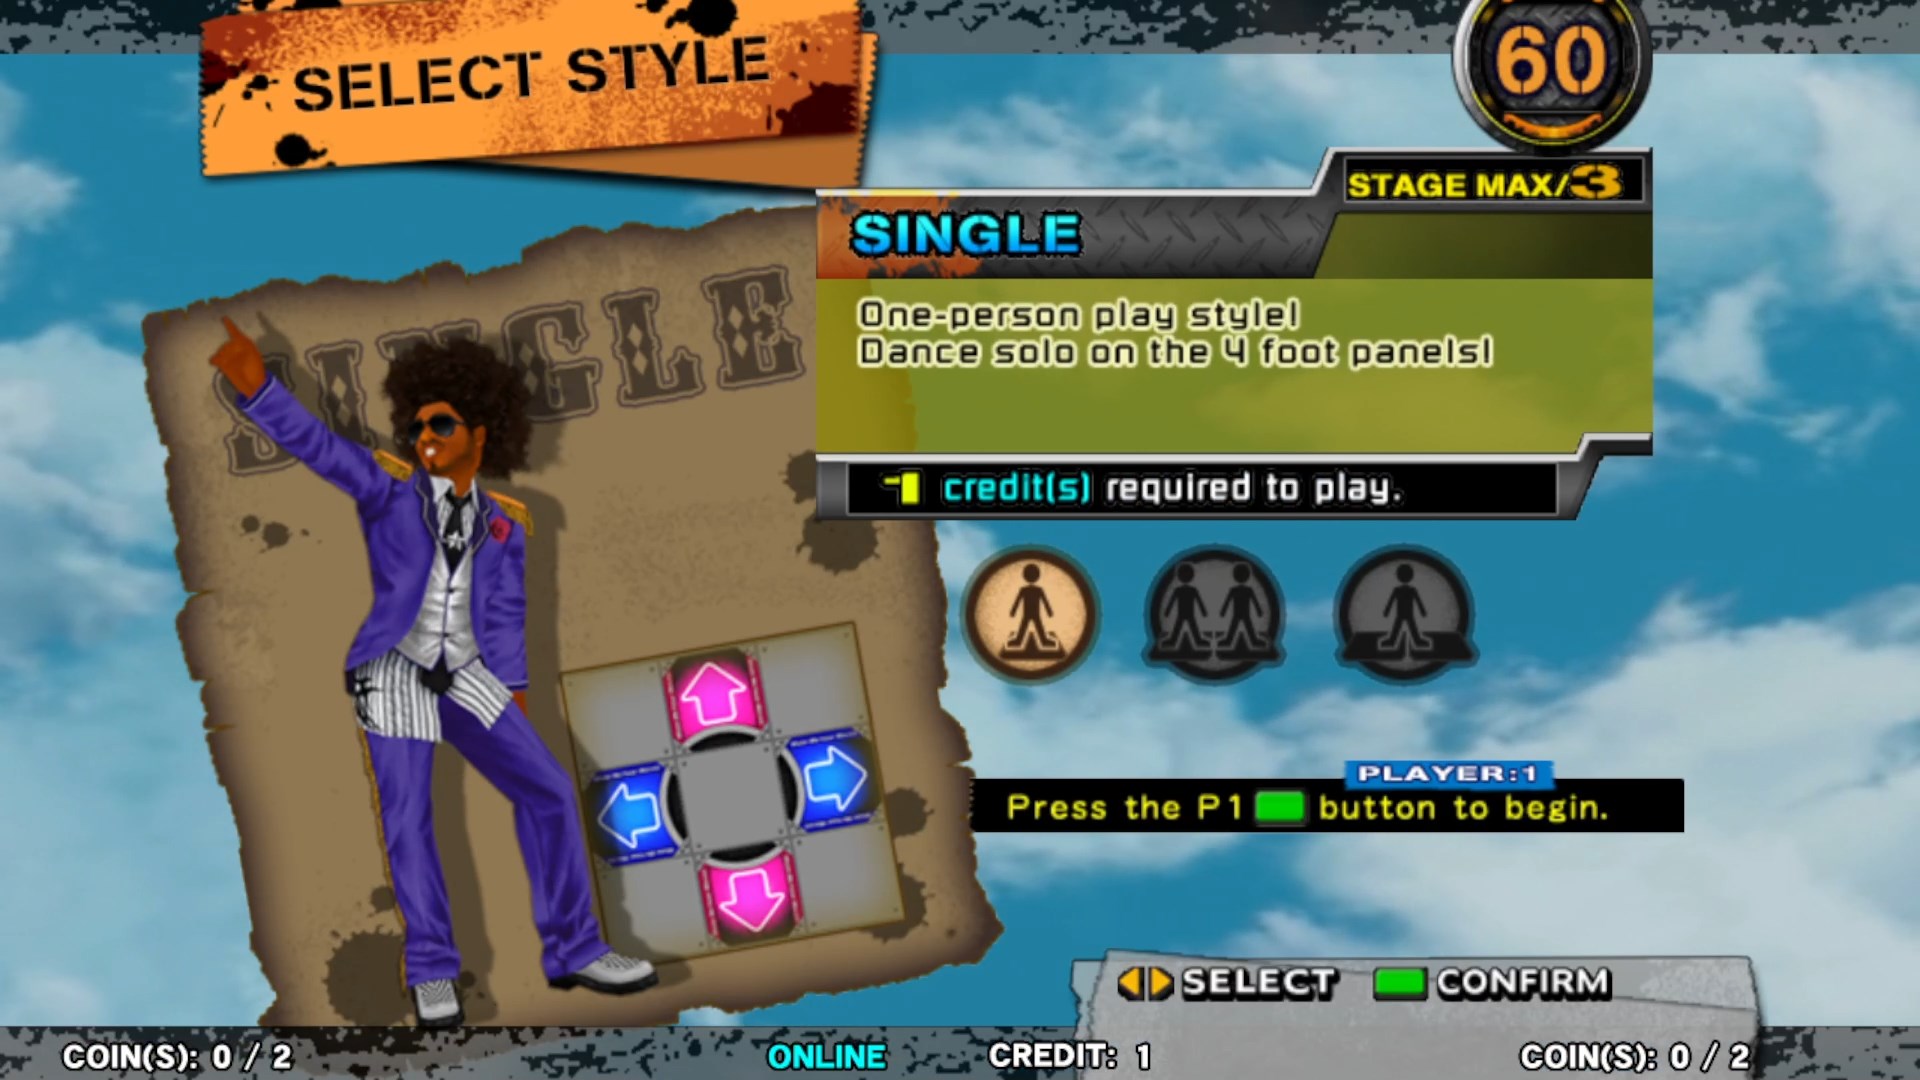 SELECT STYLE
60
STAGE MAX/3
SINGLE
SINGLE
One-person play style!
Dance solo on the 4 foot panels!
1 credit(s) required to play.
PLAYER:1
Press the P1 button to begin.
SELECT CONFIRM
COIN(S): 0 / 2
ONLINE
CREDIT: 1
COIN(S): 0 / 2